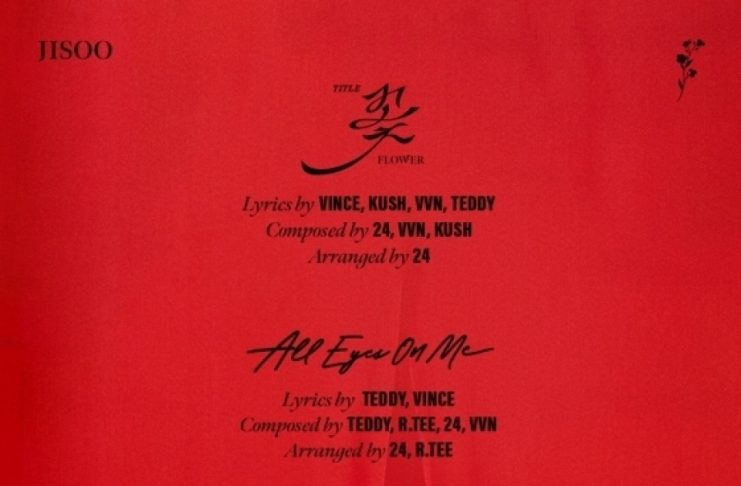 JISOO
TITLE
꽃
FLOWER
Lyrics by VINCE, KUSH, VVN, TEDDY
Composed by 24, VVN, KUSH
Arranged by 24
All Eyes On Me
Lyrics by TEDDY, VINCE
Composed by TEDDY, R.TEE, 24, VVN
Arranged by 24, R.TEE